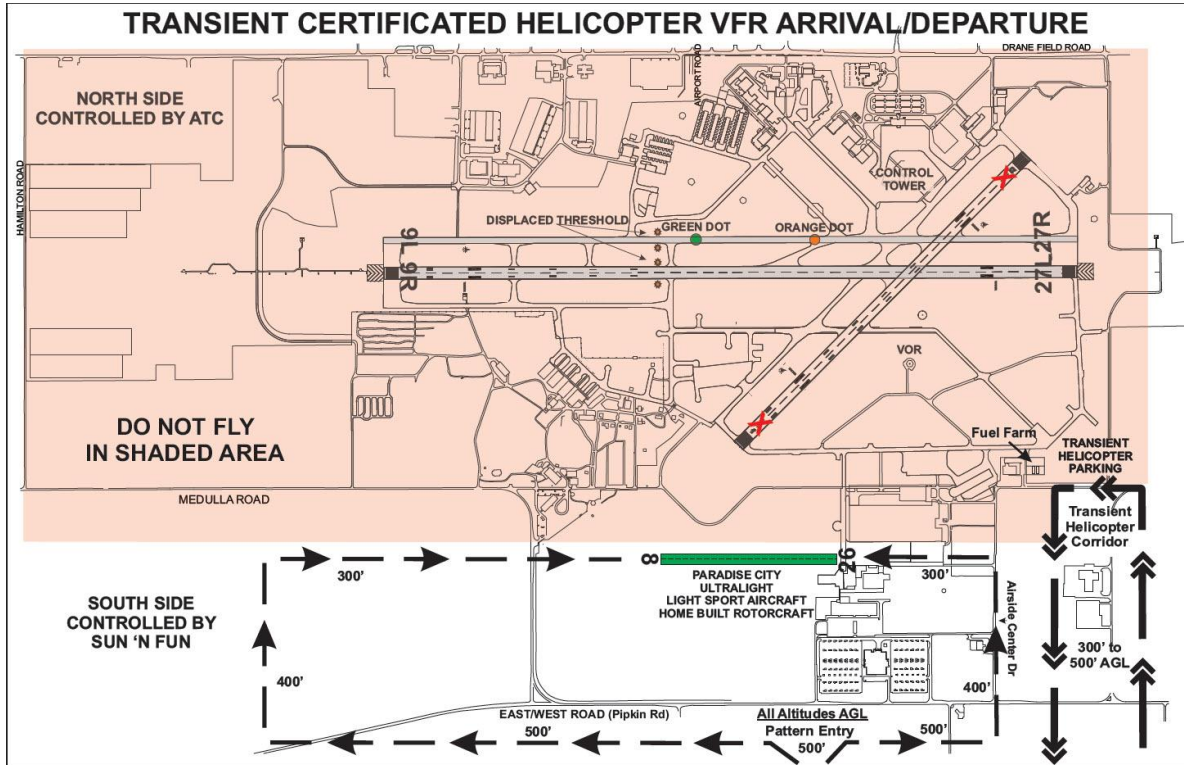 TRANSIENT CERTIFICATED HELICOPTER VFR ARRIVAL/DEPARTURE
DRANE FIELD ROAD
AIRPORT ROAD
NORTH SIDE
CONTROLLED BY ATC
HAMILTON ROAD
CONTROL
TOWER
DISPLACED THRESHOLD
GREEN DOT
ORANGE DOT
9L
9R
27R
27L
VOR
DO NOT FLY
IN SHADED AREA
Fuel Farm
TRANSIENT
HELICOPTER
PARKING
MEDULLA ROAD
Transient
Helicopter
Corridor
8
26
300'
300'
PARADISE CITY
ULTRALIGHT
LIGHT SPORT AIRCRAFT
HOME BUILT ROTORCRAFT
SOUTH SIDE
CONTROLLED BY
SUN 'N FUN
Airside Center Dr
300' to
500' AGL
400'
400'
EAST/WEST ROAD (Pipkin Rd)
All Altitudes AGL
Pattern Entry
500'
500'
500'